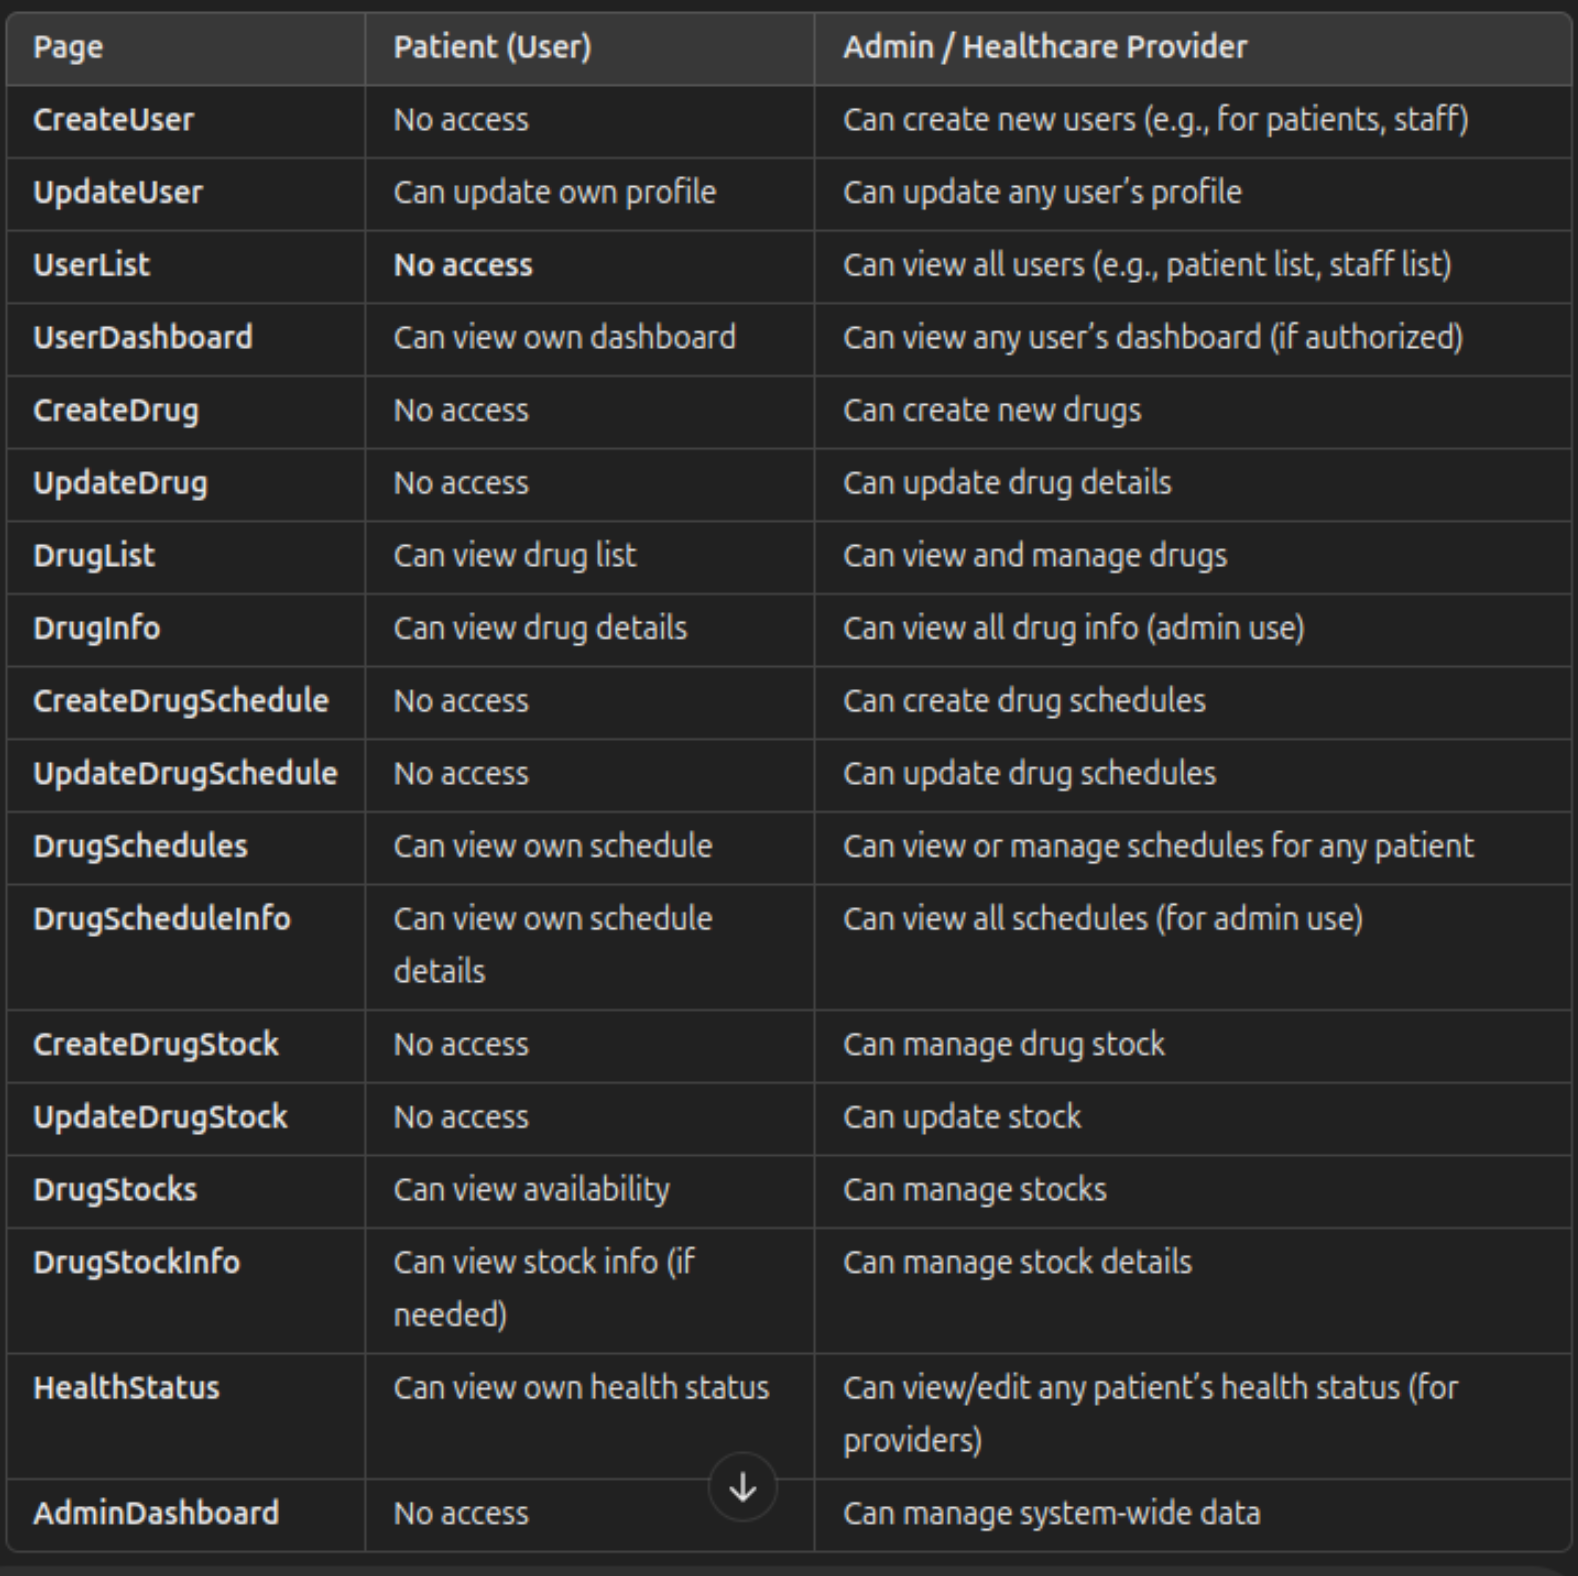 Page Patient (User) Admin / Healthcare Provider
CreateUser No access Can create new users (e.g., for patients, staff)
UpdateUser Can update own profile Can update any user’s profile
UserList No access Can view all users (e.g., patient list, staff list)
UserDashboard Can view own dashboard Can view any user’s dashboard (if authorized)
CreateDrug No access Can create new drugs
UpdateDrug No access Can update drug details
DrugList Can view drug list Can view and manage drugs
DrugInfo Can view drug details Can view all drug info (admin use)
CreateDrugSchedule No access Can create drug schedules
UpdateDrugSchedule No access Can update drug schedules
DrugSchedules Can view own schedule Can view or manage schedules for any patient
DrugScheduleInfo Can view own schedule Can view all schedules (for admin use)
details
CreateDrugStock No access Can manage drug stock
UpdateDrugStock No access Can update stock
DrugStocks Can view availability Can manage stocks
DrugStockInfo Can view stock info (if Can manage stock details
needed)
HealthStatus Can view own health status Can view/edit any patient’s health status (for
providers)
AdminDashboard No access Can manage system-wide data